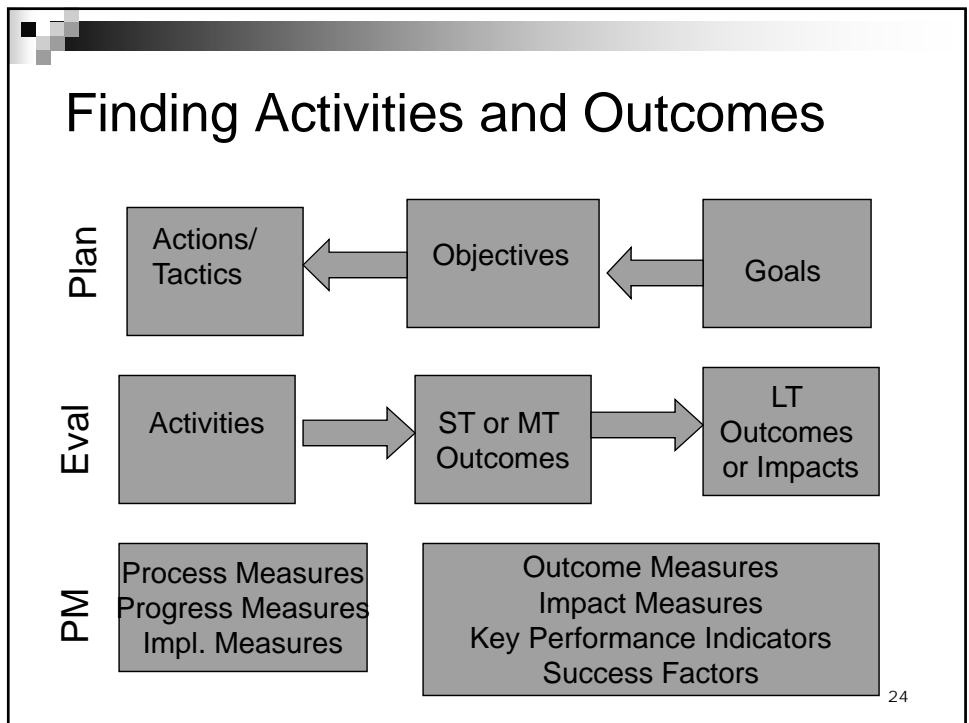 Finding Activities and Outcomes
Plan
Actions/
Tactics
Objectives
Goals
Eval
Activities
ST or MT
Outcomes
LT
Outcomes
or Impacts
PM
Process Measures
Progress Measures
Impl. Measures
Outcome Measures
Impact Measures
Key Performance Indicators
Success Factors
24